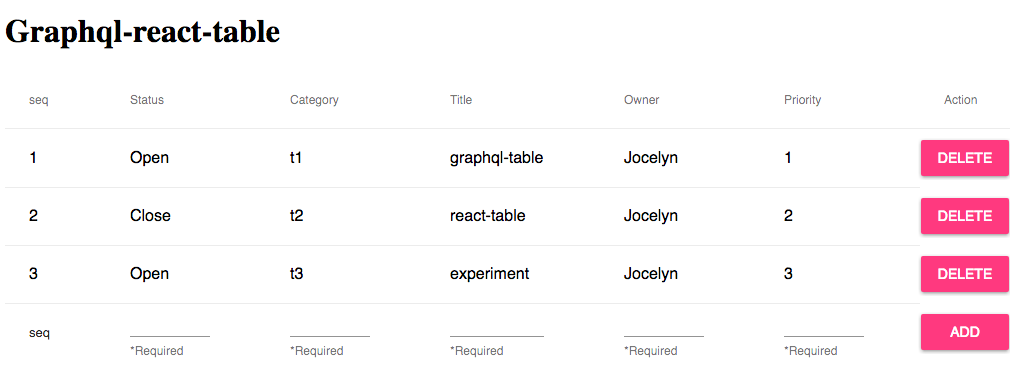 Graphql-react-table
seq Status Category Title Owner Priority Action
1 Open t1 graphql-table Jocelyn 1 DELETE
2 Close t2 react-table Jocelyn 2 DELETE
3 Open t3 experiment Jocelyn 3 DELETE
seq ADD
*Required *Required *Required *Required *Required